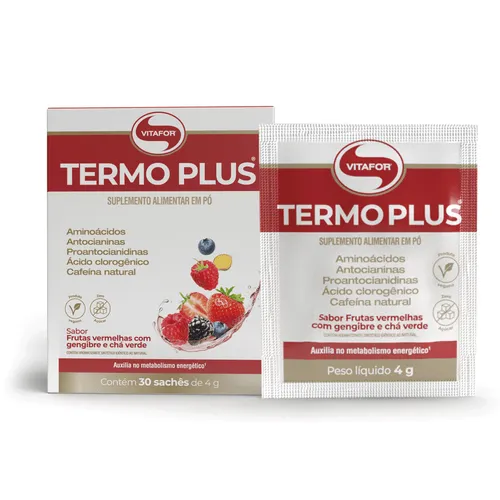 VITAFOR
TERMO PLUS
SUPLEMENTO ALIMENTAR EM PÓ
Aminoácidos
Antocianinas
Proantocianidinas
Ácido clorogênico
Cafeína natural
Sabor
Frutas vermelhas com
gengibre e chá verde
Auxilia no metabolismo energético¹
Contém 30 sachês de 4 g
VITAFOR
TERMO PLUS
SUPLEMENTO ALIMENTAR EM PÓ
Aminoácidos
Antocianinas
Proantocianidinas
Ácido clorogênico
Cafeína natural
Sabor Frutas vermelhas
com gengibre e chá verde
Auxilia no metabolismo energético¹
Peso líquido 4 g